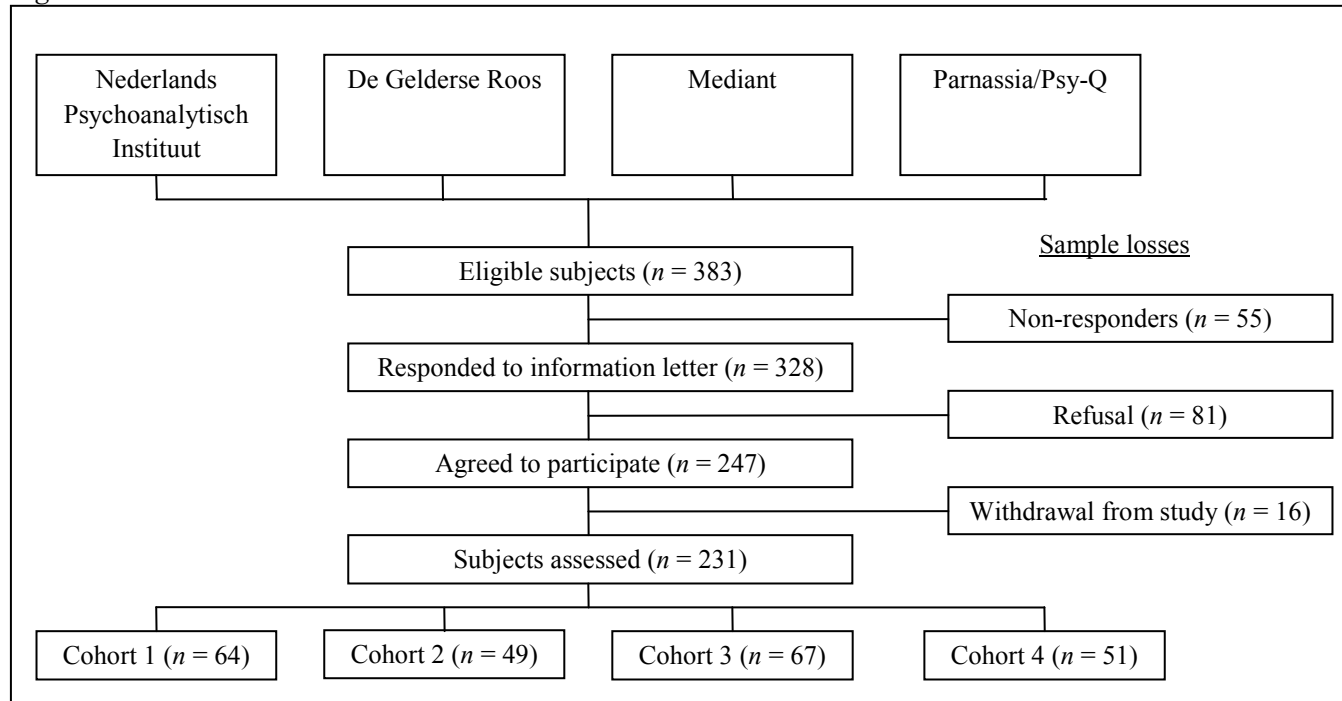 Nederlands
Psychoanalytisch
Instituut
De Gelderse Roos
Mediant
Parnassia/Psy-Q
Sample losses
Eligible subjects (n = 383)
Non-responders (n = 55)
Responded to information letter (n = 328)
Refusal (n = 81)
Agreed to participate (n = 247)
Withdrawal from study (n = 16)
Subjects assessed (n = 231)
Cohort 1 (n = 64)
Cohort 2 (n = 49)
Cohort 3 (n = 67)
Cohort 4 (n = 51)